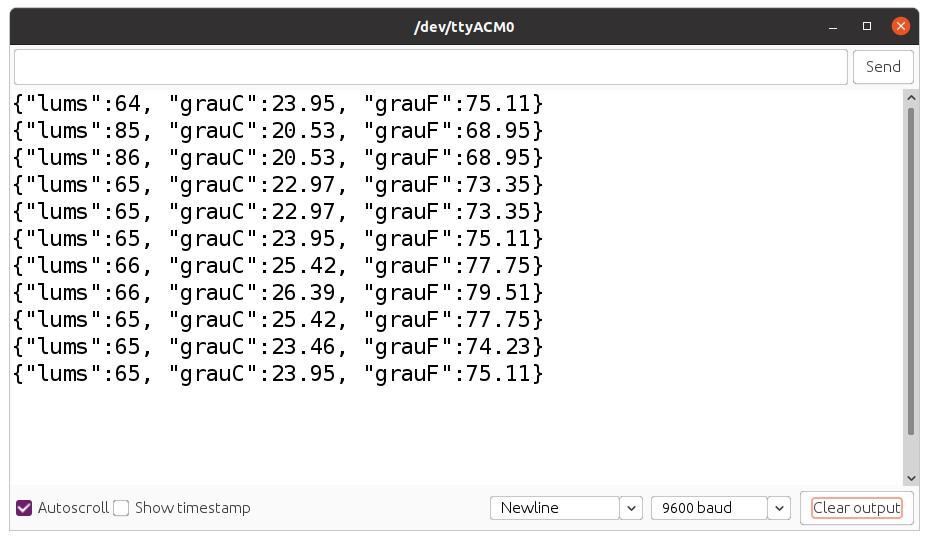 /dev/ttyACM0
Send
{"lums":64, "grauC":23.95, "grauF":75.11}
{"lums":85, "grauC":20.53, "grauF":68.95}
{"lums":86, "grauC":20.53, "grauF":68.95}
{"lums":65, "grauC":22.97, "grauF":73.35}
{"lums":65, "grauC":22.97, "grauF":73.35}
{"lums":65, "grauC":23.95, "grauF":75.11}
{"lums":66, "grauC":25.42, "grauF":77.75}
{"lums":66, "grauC":26.39, "grauF":79.51}
{"lums":65, "grauC":25.42, "grauF":77.75}
{"lums":65, "grauC":23.46, "grauF":74.23}
{"lums":65, "grauC":23.95, "grauF":75.11}
Autoscroll Show timestamp Newline 9600 baud Clear output